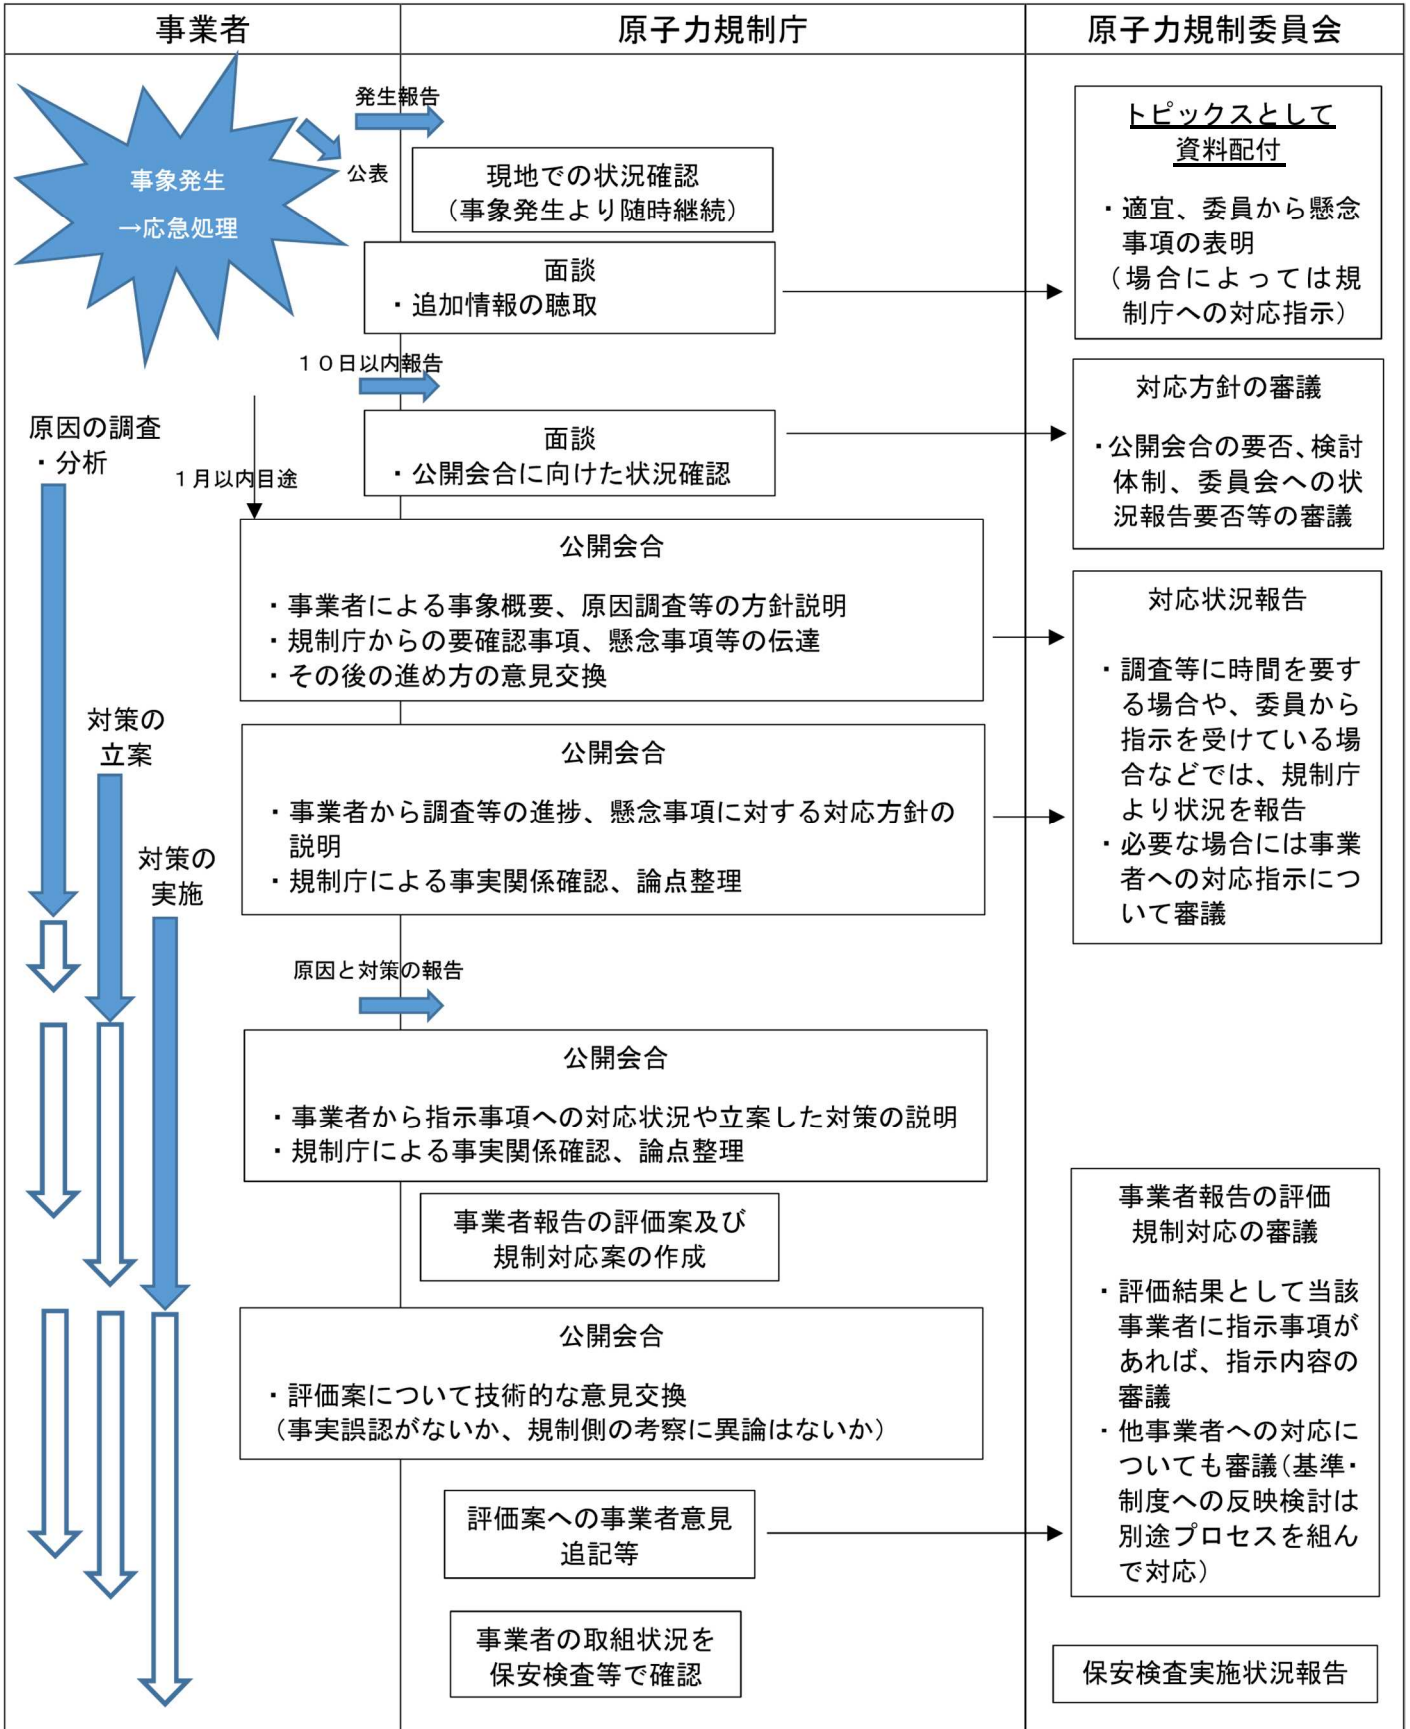 事業者
原子力規制庁
原子力規制委員会
発生報告
公表
事象発生
→応急処理
現地での状況確認
（事象発生より随時継続）
面談
・追加情報の聴取
トピックスとして
資料配付
・適宜、委員から懸念
事項の表明
（場合によっては規
制庁への対応指示）
１０日以内報告
面談
・公開会合に向けた状況確認
対応方針の審議
・公開会合の要否、検討
体制、委員会への状
況報告要否等の審議
原因の調査
・分析
１月以内目途
公開会合
・事業者による事象概要、原因調査等の方針説明
・規制庁からの要確認事項、懸念事項等の伝達
・その後の進め方の意見交換
対応状況報告
・調査等に時間を要す
る場合や、委員から
指示を受けている場
合などでは、規制庁
より状況を報告
・必要な場合には事業
者への対応指示につ
いて審議
対策の
立案
公開会合
・事業者から調査等の進捗、懸念事項に対する対応方針の
説明
・規制庁による事実関係確認、論点整理
対策の
実施
原因と対策の報告
公開会合
・事業者から指示事項への対応状況や立案した対策の説明
・規制庁による事実関係確認、論点整理
事業者報告の評価案及び
規制対応案の作成
公開会合
・評価案について技術的な意見交換
（事実誤認がないか、規制側の考察に異論はないか）
事業者報告の評価
規制対応の審議
・評価結果として当該
事業者に指示事項が
あれば、指示内容の
審議
・他事業者への対応に
ついても審議（基準・
制度への反映検討は
別途プロセスを組ん
で対応）
評価案への事業者意見
追記等
事業者の取組状況を
保安検査等で確認
保安検査実施状況報告